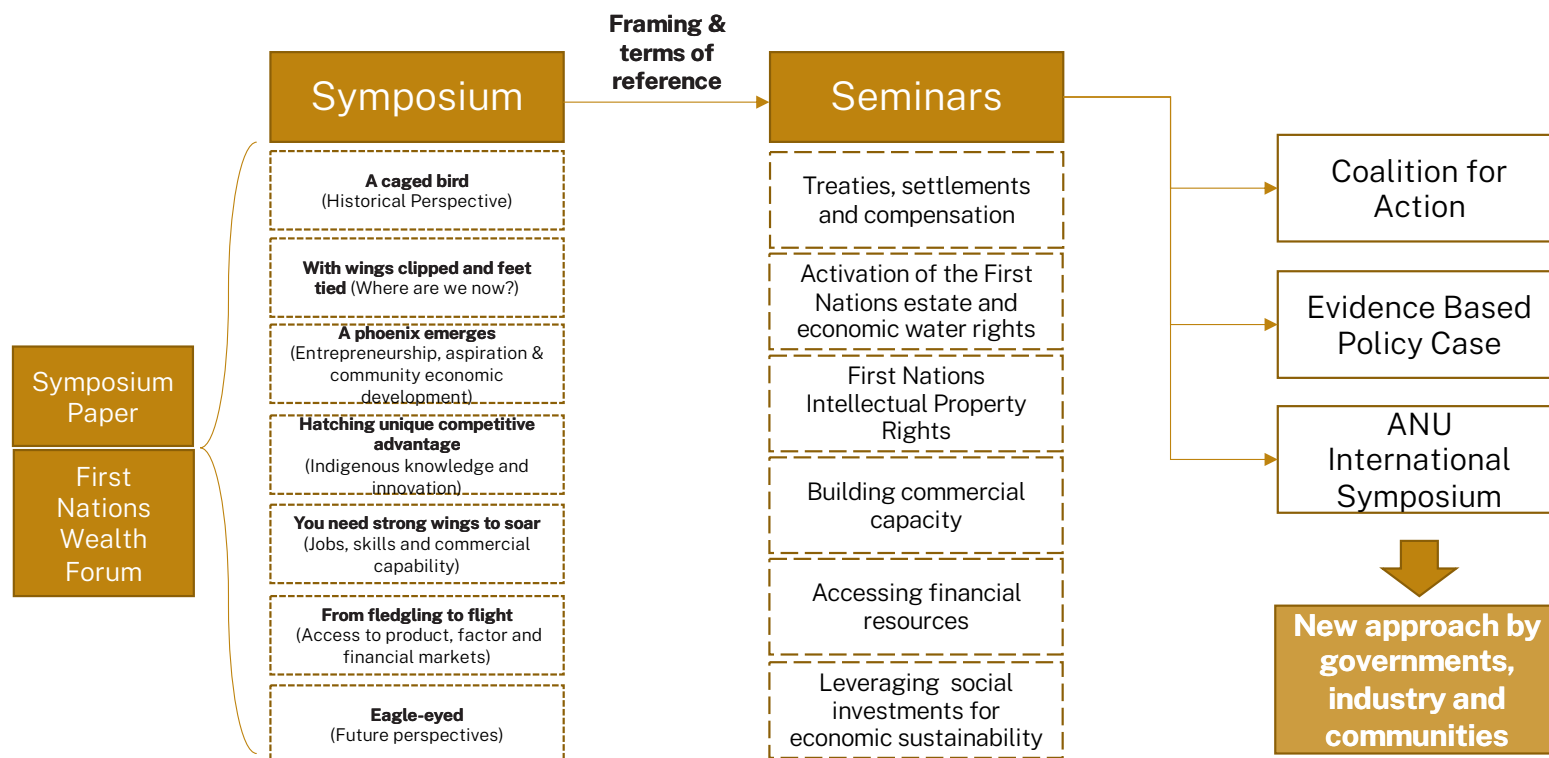 Symposium
Paper
First
Nations
Wealth
Forum
Symposium
A caged bird
(Historical Perspective)
With wings clipped and feet
tied (Where are we now?)
A phoenix emerges
(Entrepreneurship, aspiration &
community economic
development)
Hatching unique competitive
advantage
(Indigenous knowledge and
innovation)
You need strong wings to soar
(Jobs, skills and commercial
capability)
From fledgling to flight
(Access to product, factor and
financial markets)
Eagle-eyed
(Future perspectives)
Framing &
terms of
reference
Seminars
Treaties, settlements
and compensation
Activation of the First
Nations estate and
economic water rights
First Nations
Intellectual Property
Rights
Building commercial
capacity
Accessing financial
resources
Leveraging social
investments for
economic sustainability
Coalition for
Action
Evidence Based
Policy Case
ANU
International
Symposium
New approach by
governments,
industry and
communities